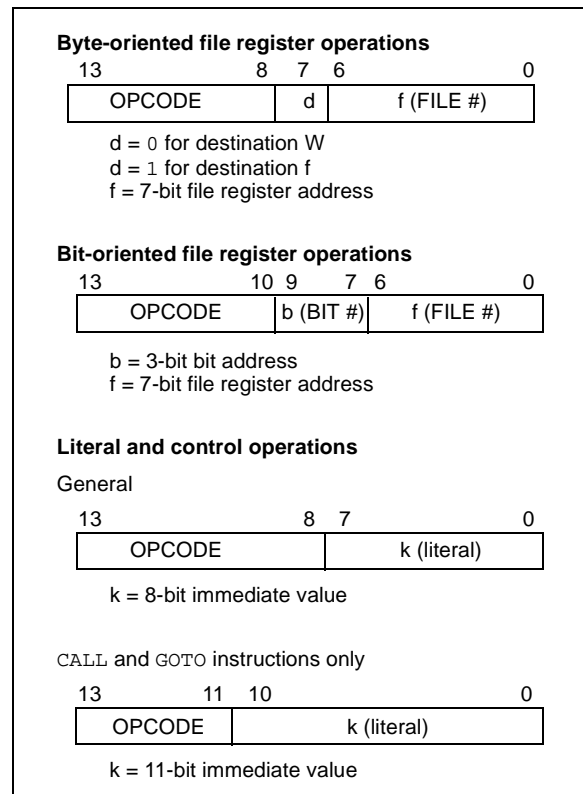 Byte-oriented file register operations
13 8 7 6 0
OPCODE d f (FILE #)
d = 0 for destination W
d = 1 for destination f
f = 7-bit file register address
Bit-oriented file register operations
13 10 9 7 6 0
OPCODE b (BIT #) f (FILE #)
b = 3-bit bit address
f = 7-bit file register address
Literal and control operations
General
13 8 7 0
OPCODE k (literal)
k = 8-bit immediate value
CALL and GOTO instructions only
13 11 10 0
OPCODE k (literal)
k = 11-bit immediate value